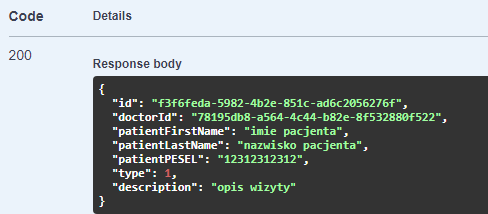 Code Details
200
Response body
{
"id": "f3f6feda-5982-4b2e-851c-ad6c2056276f",
"doctorId": "78195db8-a564-4c44-b82e-8f532880f522",
"patientFirstName": "imie pacjenta",
"patientLastName": "nazwisko pacjenta",
"patientPESEL": "12312312312",
"type": 1,
"description": "opis wizyty"
}